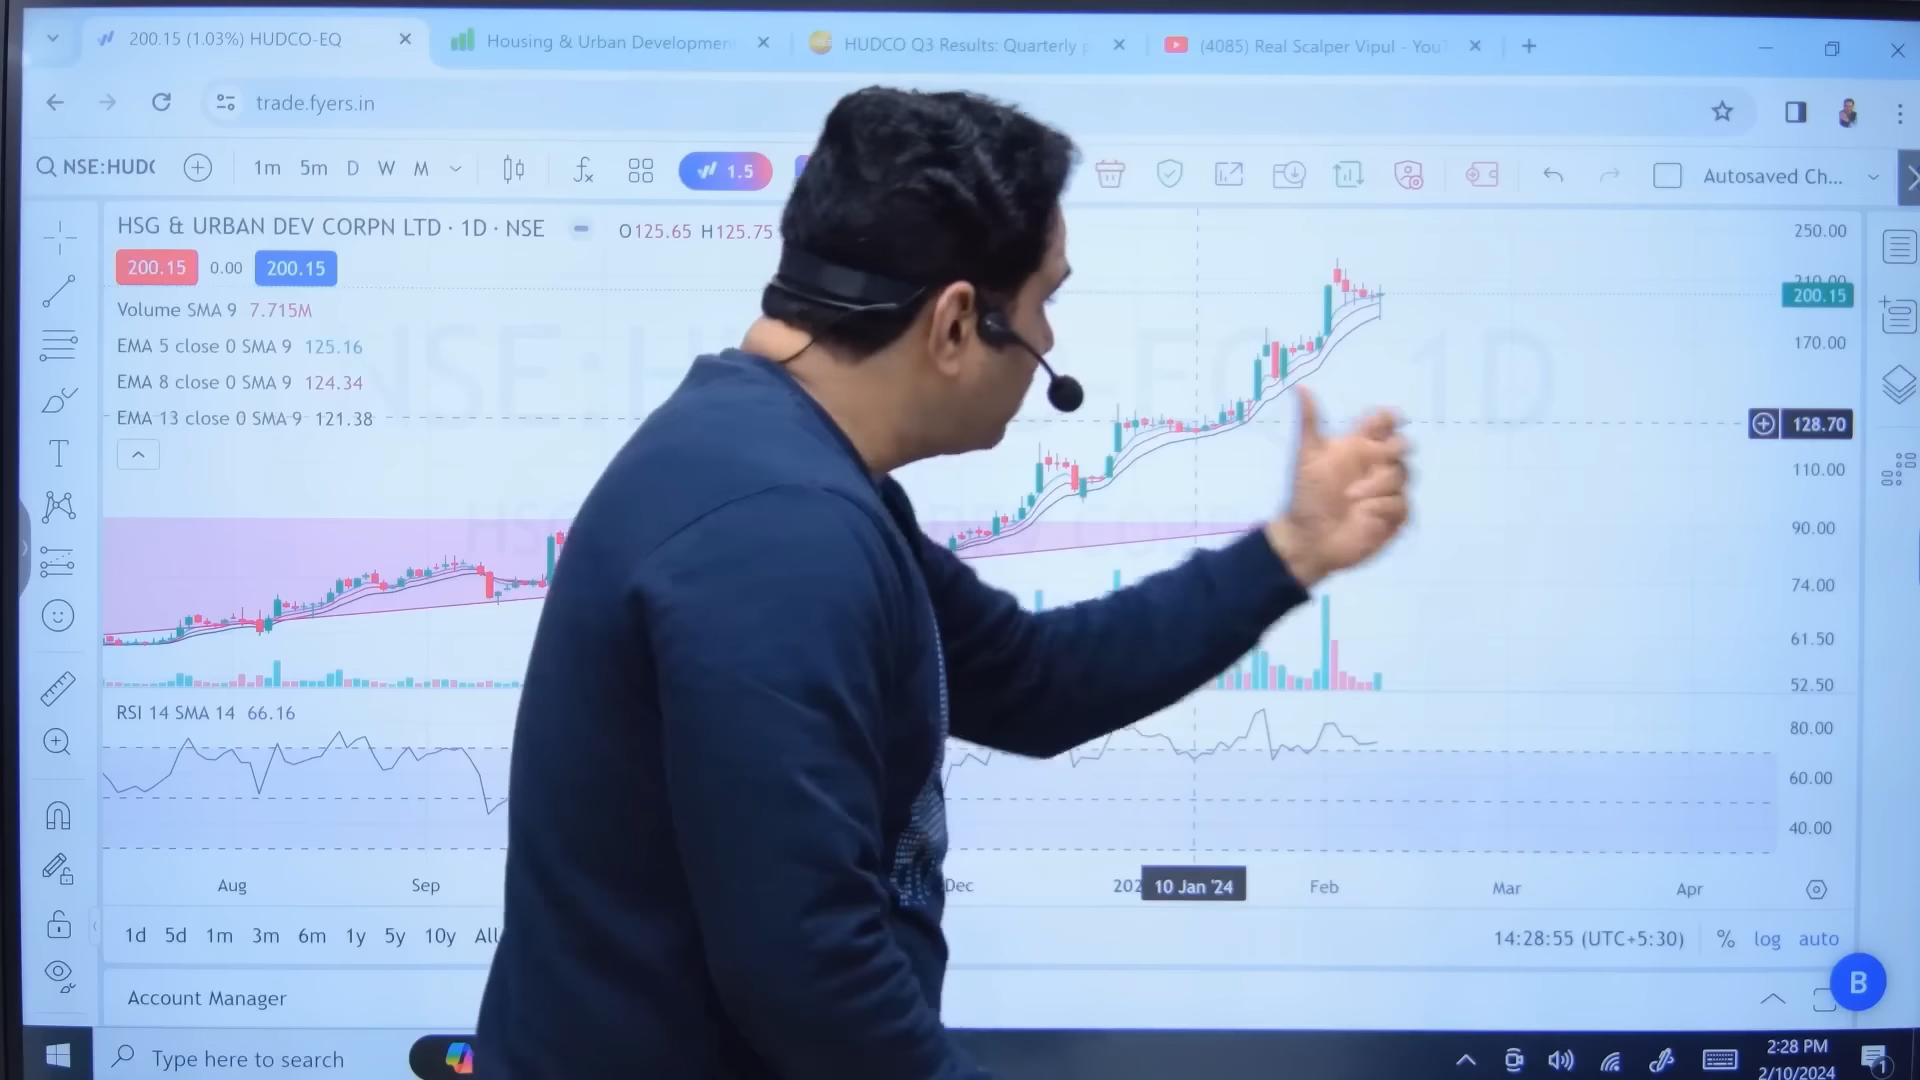 200.15 (1.03%) HUDCO-EQ
Housing & Urban Developmen
HUDCO Q3 Results: Quarterly
(4085) Real Scalper Vipul - You
trade.fyers.in
NSE:HUDC
1m 5m D W M
1.5
Autosaved Ch...
HSG & URBAN DEV CORPN LTD · 1D · NSE
O125.65 H125.75
200.15 0.00 200.15
Volume SMA 9 7.715M
EMA 5 close 0 SMA 9 125.16
EMA 8 close 0 SMA 9 124.34
EMA 13 close 0 SMA 9 121.38
250.00
210.00
200.15
170.00
128.70
110.00
90.00
74.00
61.50
52.50
RSI 14 SMA 14 66.16
80.00
60.00
40.00
Aug Sep Dec 202 10 Jan '24 Feb Mar Apr
1d 5d 1m 3m 6m 1y 5y 10y All
14:28:55 (UTC+5:30) % log auto
Account Manager
B
Type here to search
2:28 PM
2/10/2024
1